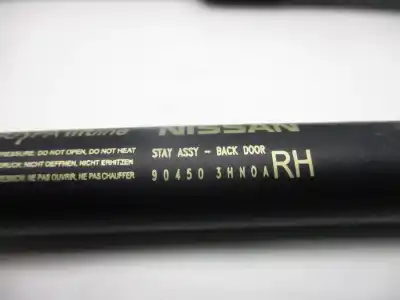 NISSAN
PRESSURE: DO NOT OPEN, DO NOT HEAT
STAY ASSY - BACK DOOR
DRUCK: NICHT OEFFNEN, NICHT ERHITZEN
90450 3HN0A RH
NE PAS OUVRIR, NE PAS CHAUFFER